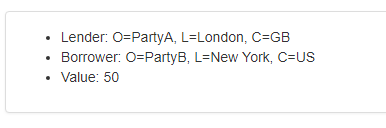 Lender: O=PartyA, L=London, C=GB
Borrower: O=PartyB, L=New York, C=US
Value: 50